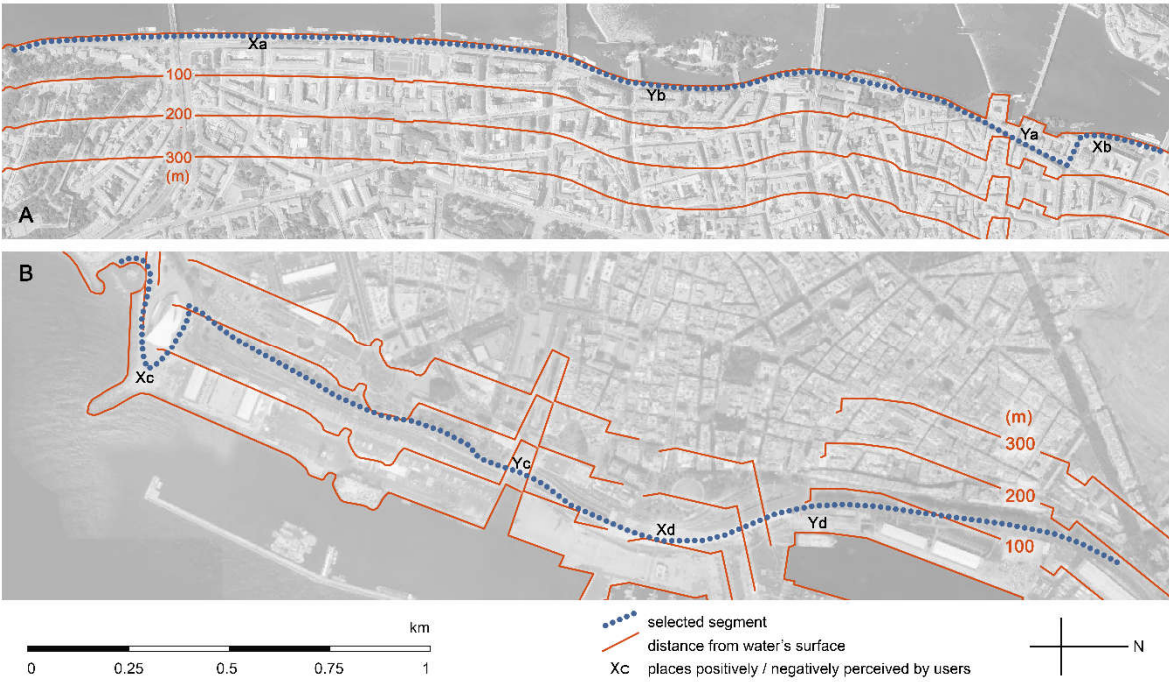 Xa
Yb
Ya
Xb
100
200
300
(m)
A
B
Xc
Yc
Xd
Yd
(m)
300
200
100
km
0 0.25 0.5 0.75 1
selected segment
distance from water's surface
Xc places positively / negatively perceived by users
N